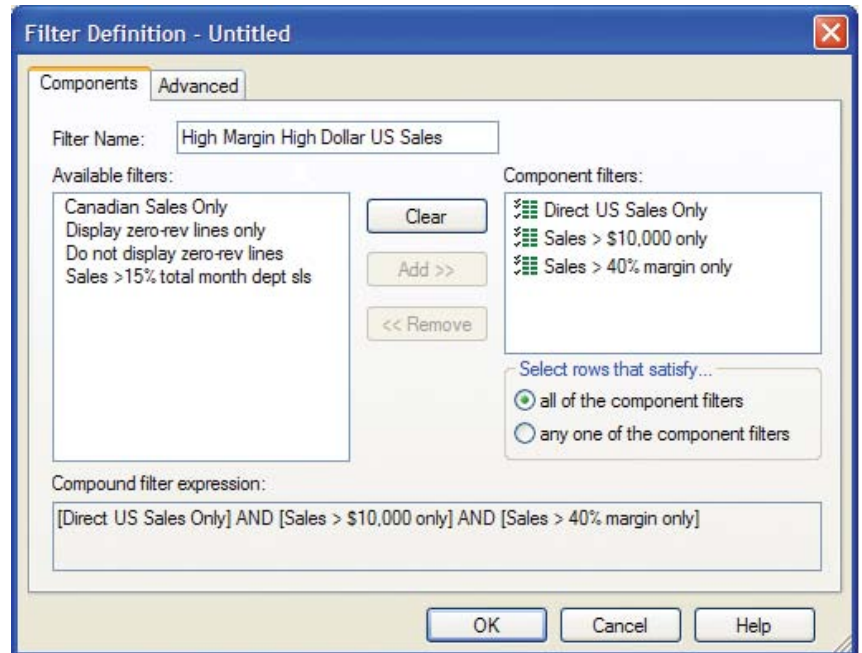 Filter Definition - Untitled
Components
Advanced
Filter Name:
High Margin High Dollar US Sales
Available filters:
Canadian Sales Only
Display zero-rev lines only
Do not display zero-rev lines
Sales >15% total month dept sls
Clear
Add >>
<< Remove
Component filters:
Direct US Sales Only
Sales > $10,000 only
Sales > 40% margin only
Select rows that satisfy...
all of the component filters
any one of the component filters
Compound filter expression:
[Direct US Sales Only] AND [Sales > $10,000 only] AND [Sales > 40% margin only]
OK
Cancel
Help